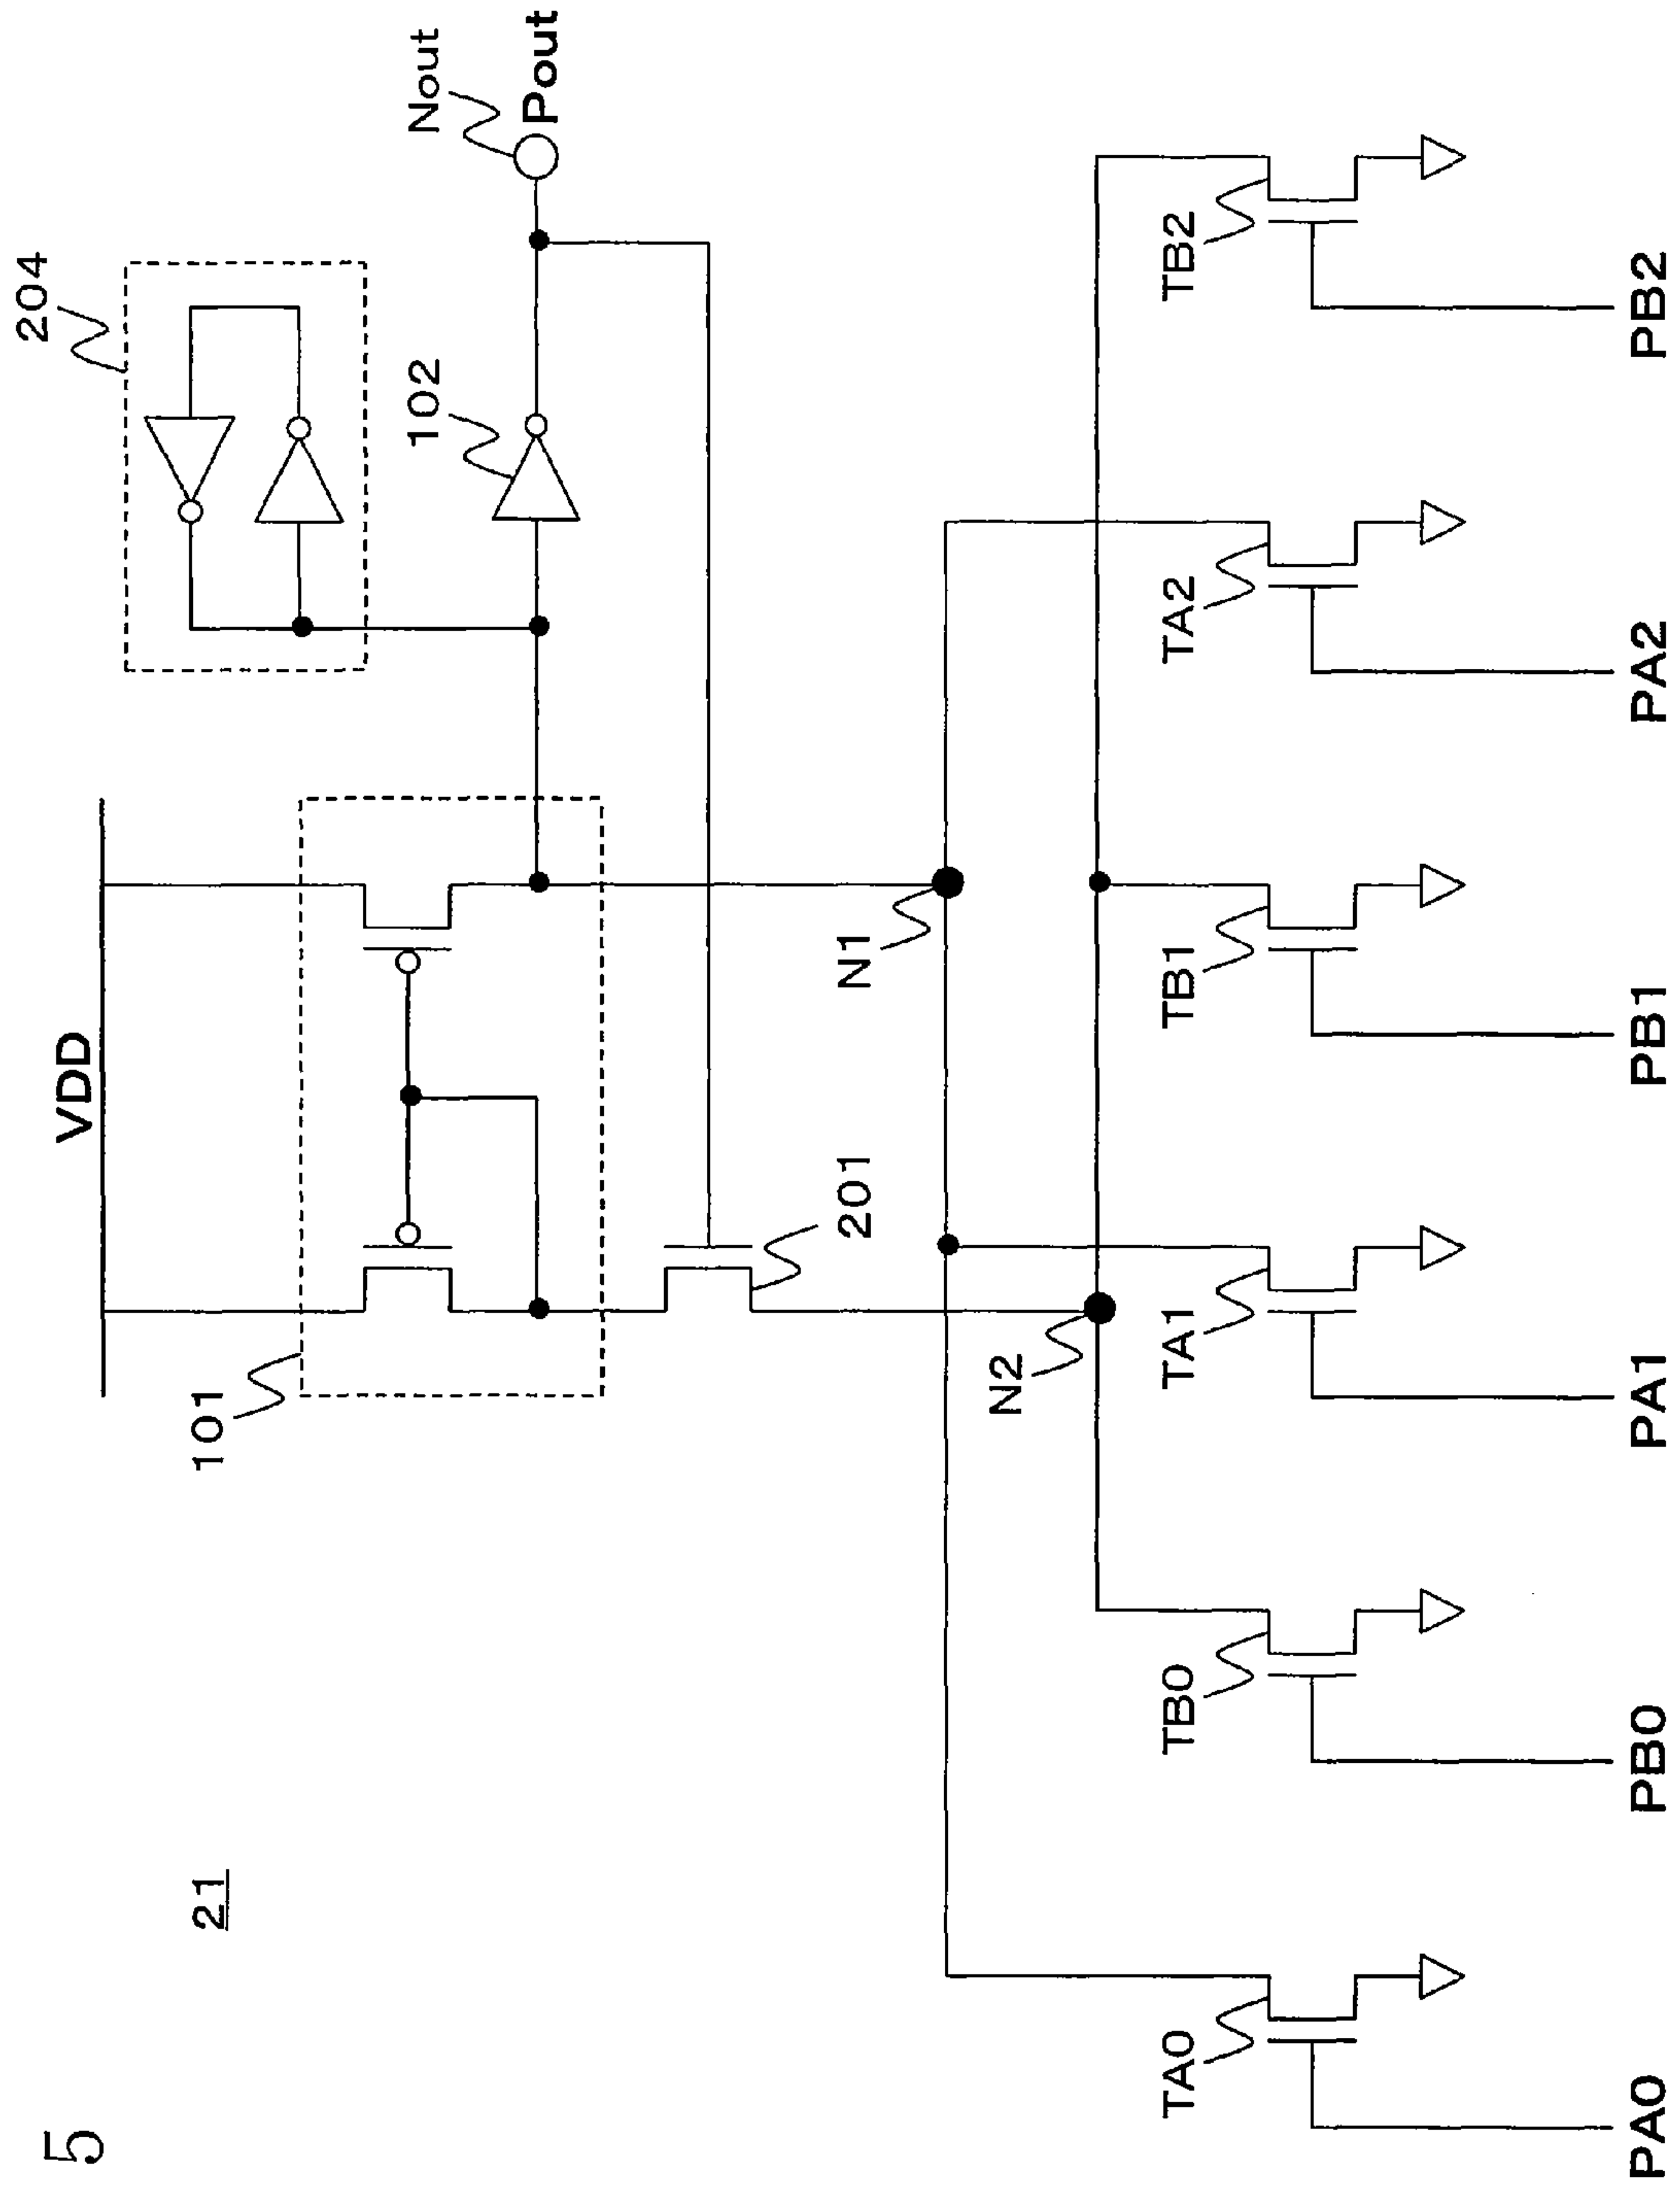 5
21
VDD
101
204
Nout
Pout
102
201
N1
N2
TA0
TB0
TA1
TB1
TA2
TB2
PA0
PB0
PA1
PB1
PA2
PB2